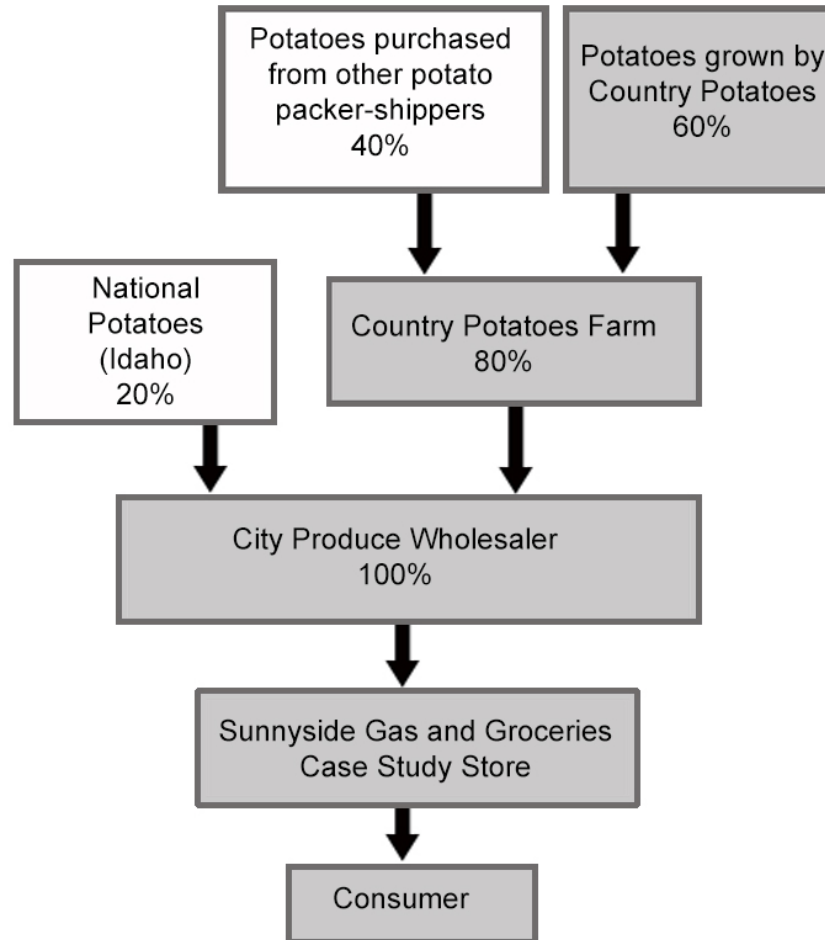 Potatoes purchased
from other potato
packer-shippers
40%
Potatoes grown by
Country Potatoes
60%
National
Potatoes
(Idaho)
20%
Country Potatoes Farm
80%
City Produce Wholesaler
100%
Sunnyside Gas and Groceries
Case Study Store
Consumer